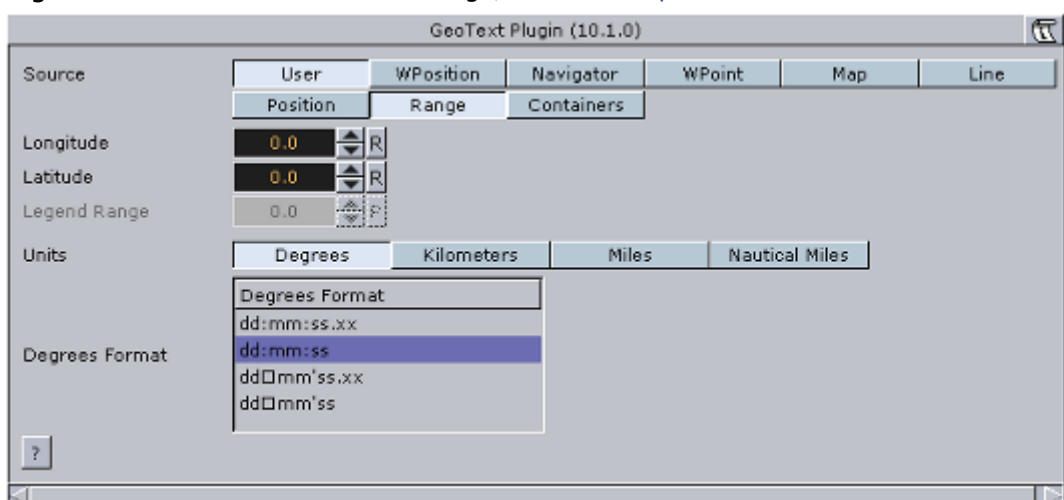 GeoText Plugin (10.1.0)
Source User WPosition Navigator WPoint Map Line
Position Range Containers
Longitude 0.0 R
Latitude 0.0 R
Legend Range 0.0
Units Degrees Kilometers Miles Nautical Miles
Degrees Format
dd:mm:ss.xx
Degrees Format dd:mm:ss
dd□mm'ss.xx
dd□mm'ss
?